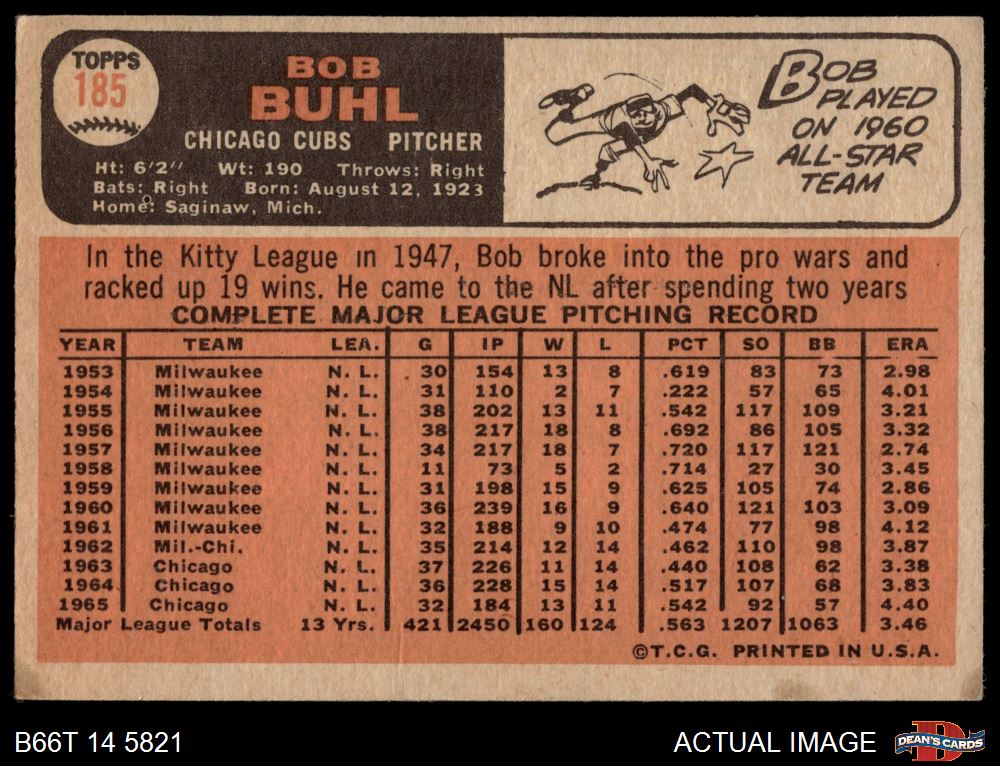 TOPPS
185
BOB
BUHL
CHICAGO CUBS PITCHER
Ht: 6'2" Wt: 190 Throws: Right
Bats: Right Born: August 12, 1923
Home: Saginaw, Mich.
BOB
PLAYED
ON 1960
ALL-STAR
TEAM
In the Kitty League in 1947, Bob broke into the pro wars and
racked up 19 wins. He came to the NL after spending two years
COMPLETE MAJOR LEAGUE PITCHING RECORD
YEAR TEAM LEA. G IP W L PCT SO BB ERA
1953 Milwaukee N. L. 30 154 13 8 .619 83 73 2.98
1954 Milwaukee N. L. 31 110 2 7 .222 57 65 4.01
1955 Milwaukee N. L. 38 202 13 11 .542 117 109 3.21
1956 Milwaukee N. L. 38 217 18 8 .692 86 105 3.32
1957 Milwaukee N. L. 34 217 18 7 .720 117 121 2.74
1958 Milwaukee N. L. 11 73 5 2 .714 27 30 3.45
1959 Milwaukee N. L. 31 198 15 9 .625 105 74 2.86
1960 Milwaukee N. L. 36 239 16 9 .640 121 103 3.09
1961 Milwaukee N. L. 32 188 9 10 .474 77 98 4.12
1962 Mil.-Chi. N. L. 35 214 12 14 .462 110 98 3.87
1963 Chicago N. L. 37 226 11 14 .440 108 62 3.38
1964 Chicago N. L. 36 228 15 14 .517 107 68 3.83
1965 Chicago N. L. 32 184 13 11 .542 92 57 4.40
Major League Totals 13 Yrs. 421 2450 160 124 .563 1207 1063 3.46
©T.C.G. PRINTED IN U.S.A.
B66T 14 5821
ACTUAL IMAGE
DEAN'S CARDS